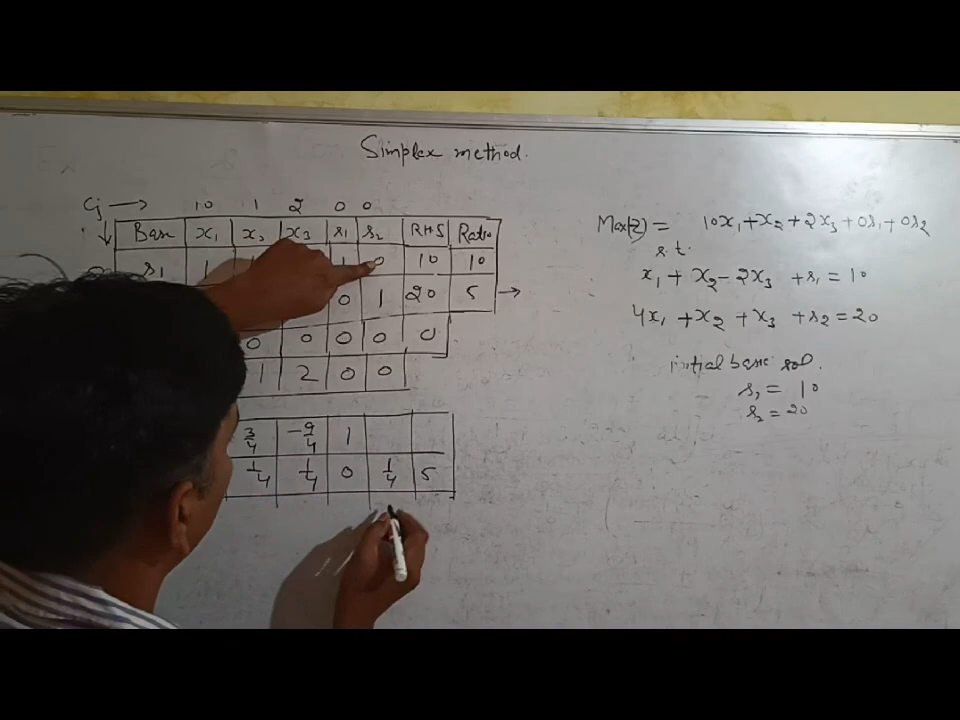 Simplex method.
Cj → 10 1 2 0 0
Base x₁ x₂ x₃ s₁ s₂ RHS Ratio
s₁ 1 1 1 0 10 10
0 1 20 5 →
0 0 0 0 0
1 2 0 0
3/4 -9/4 1
1/4 1/4 0 1/4 5
Max(Z) = 10x₁+x₂+2x₃+0s₁+0s₂
s.t.
x₁ + x₂ - 2x₃ + s₁ = 10
4x₁ + x₂ + x₃ + s₂ = 20
initial basic sol.
s₁ = 10
s₂ = 20